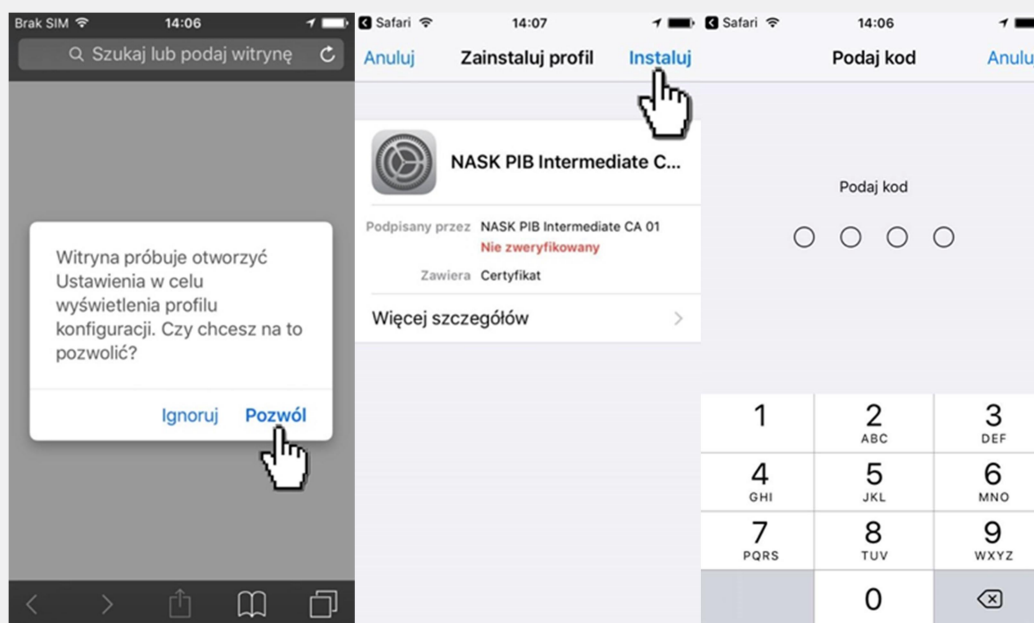 Brak SIM 14:06
Szukaj lub podaj witrynę
Witryna próbuje otworzyć
Ustawienia w celu
wyświetlenia profilu
konfiguracji. Czy chcesz na to
pozwolić?
Ignoruj Pozwól
Safari 14:07
Anuluj Zainstaluj profil Instaluj
NASK PIB Intermediate C...
Podpisany przez NASK PIB Intermediate CA 01
Nie zweryfikowany
Zawiera Certyfikat
Więcej szczegółów
Safari 14:06
Podaj kod Anulu
Podaj kod
1 2 3
ABC DEF
4 5 6
GHI JKL MNO
7 8 9
PQRS TUV WXYZ
0